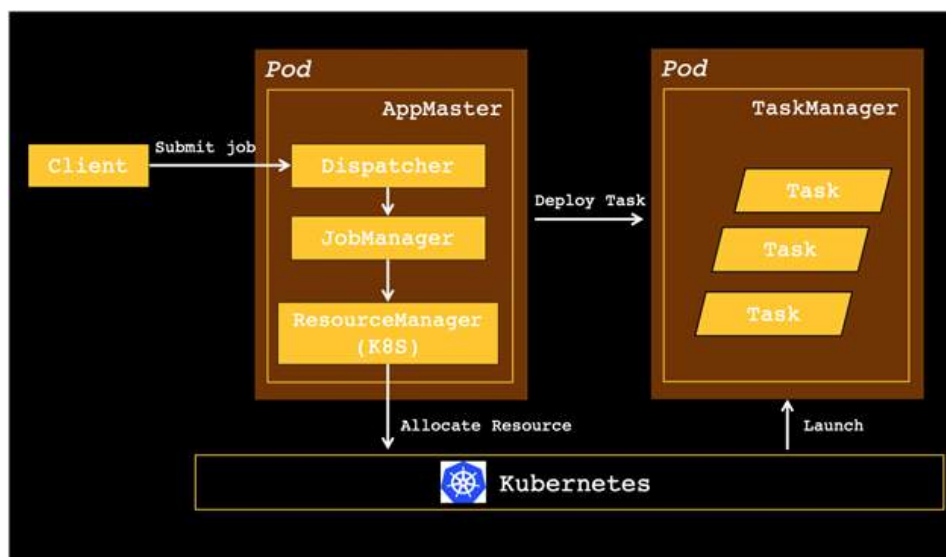 Pod
AppMaster
Client
Submit job
Dispatcher
JobManager
ResourceManager
(K8S)
Deploy Task
Pod
TaskManager
Task
Task
Task
Allocate Resource
Launch
Kubernetes